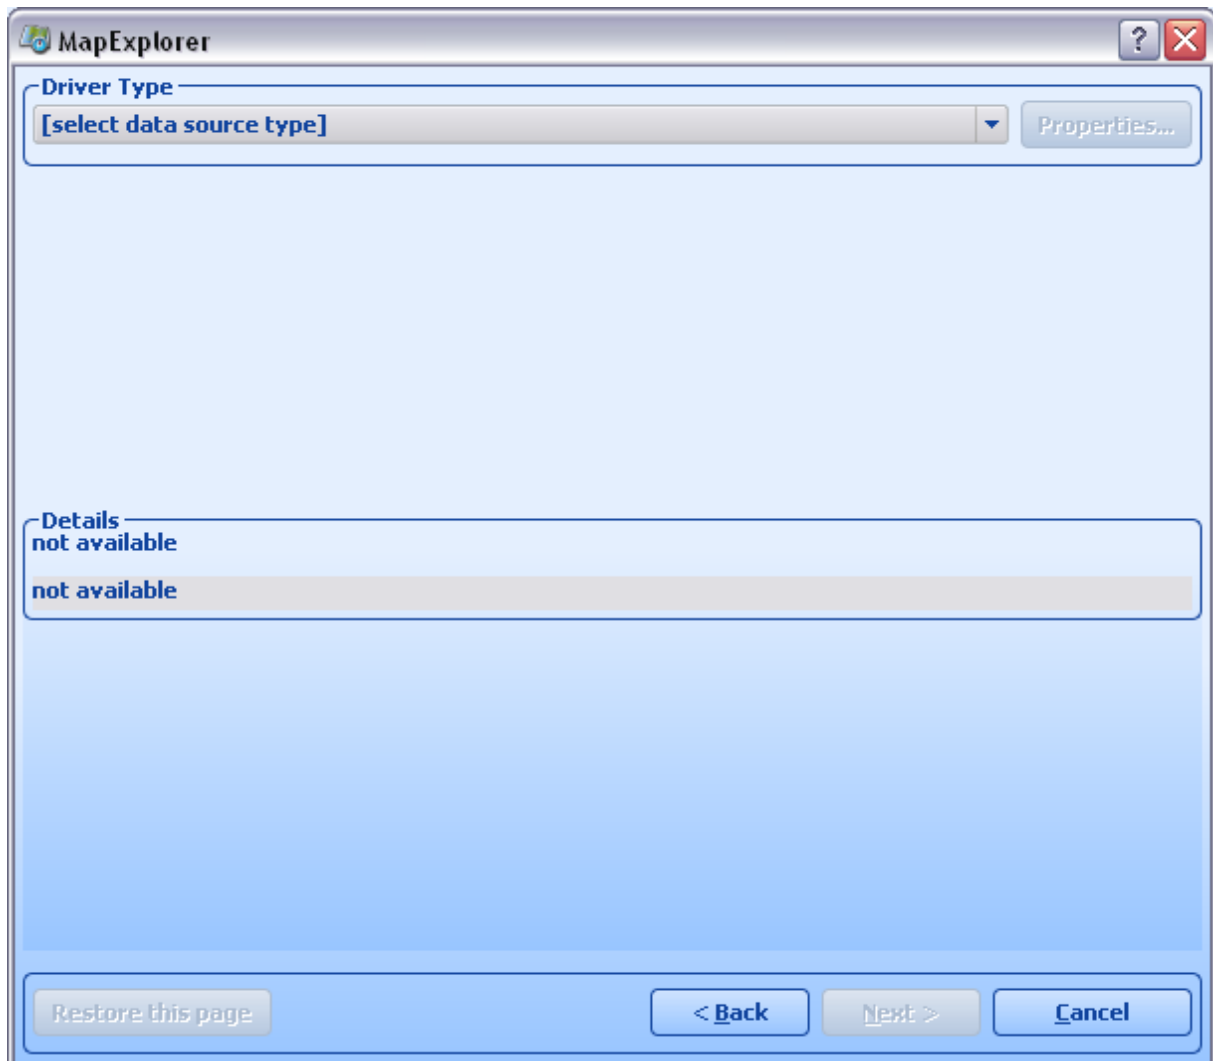 MapExplorer
Driver Type
[select data source type]
Properties...
Details
not available
not available
Restore this page
< Back
Next >
Cancel